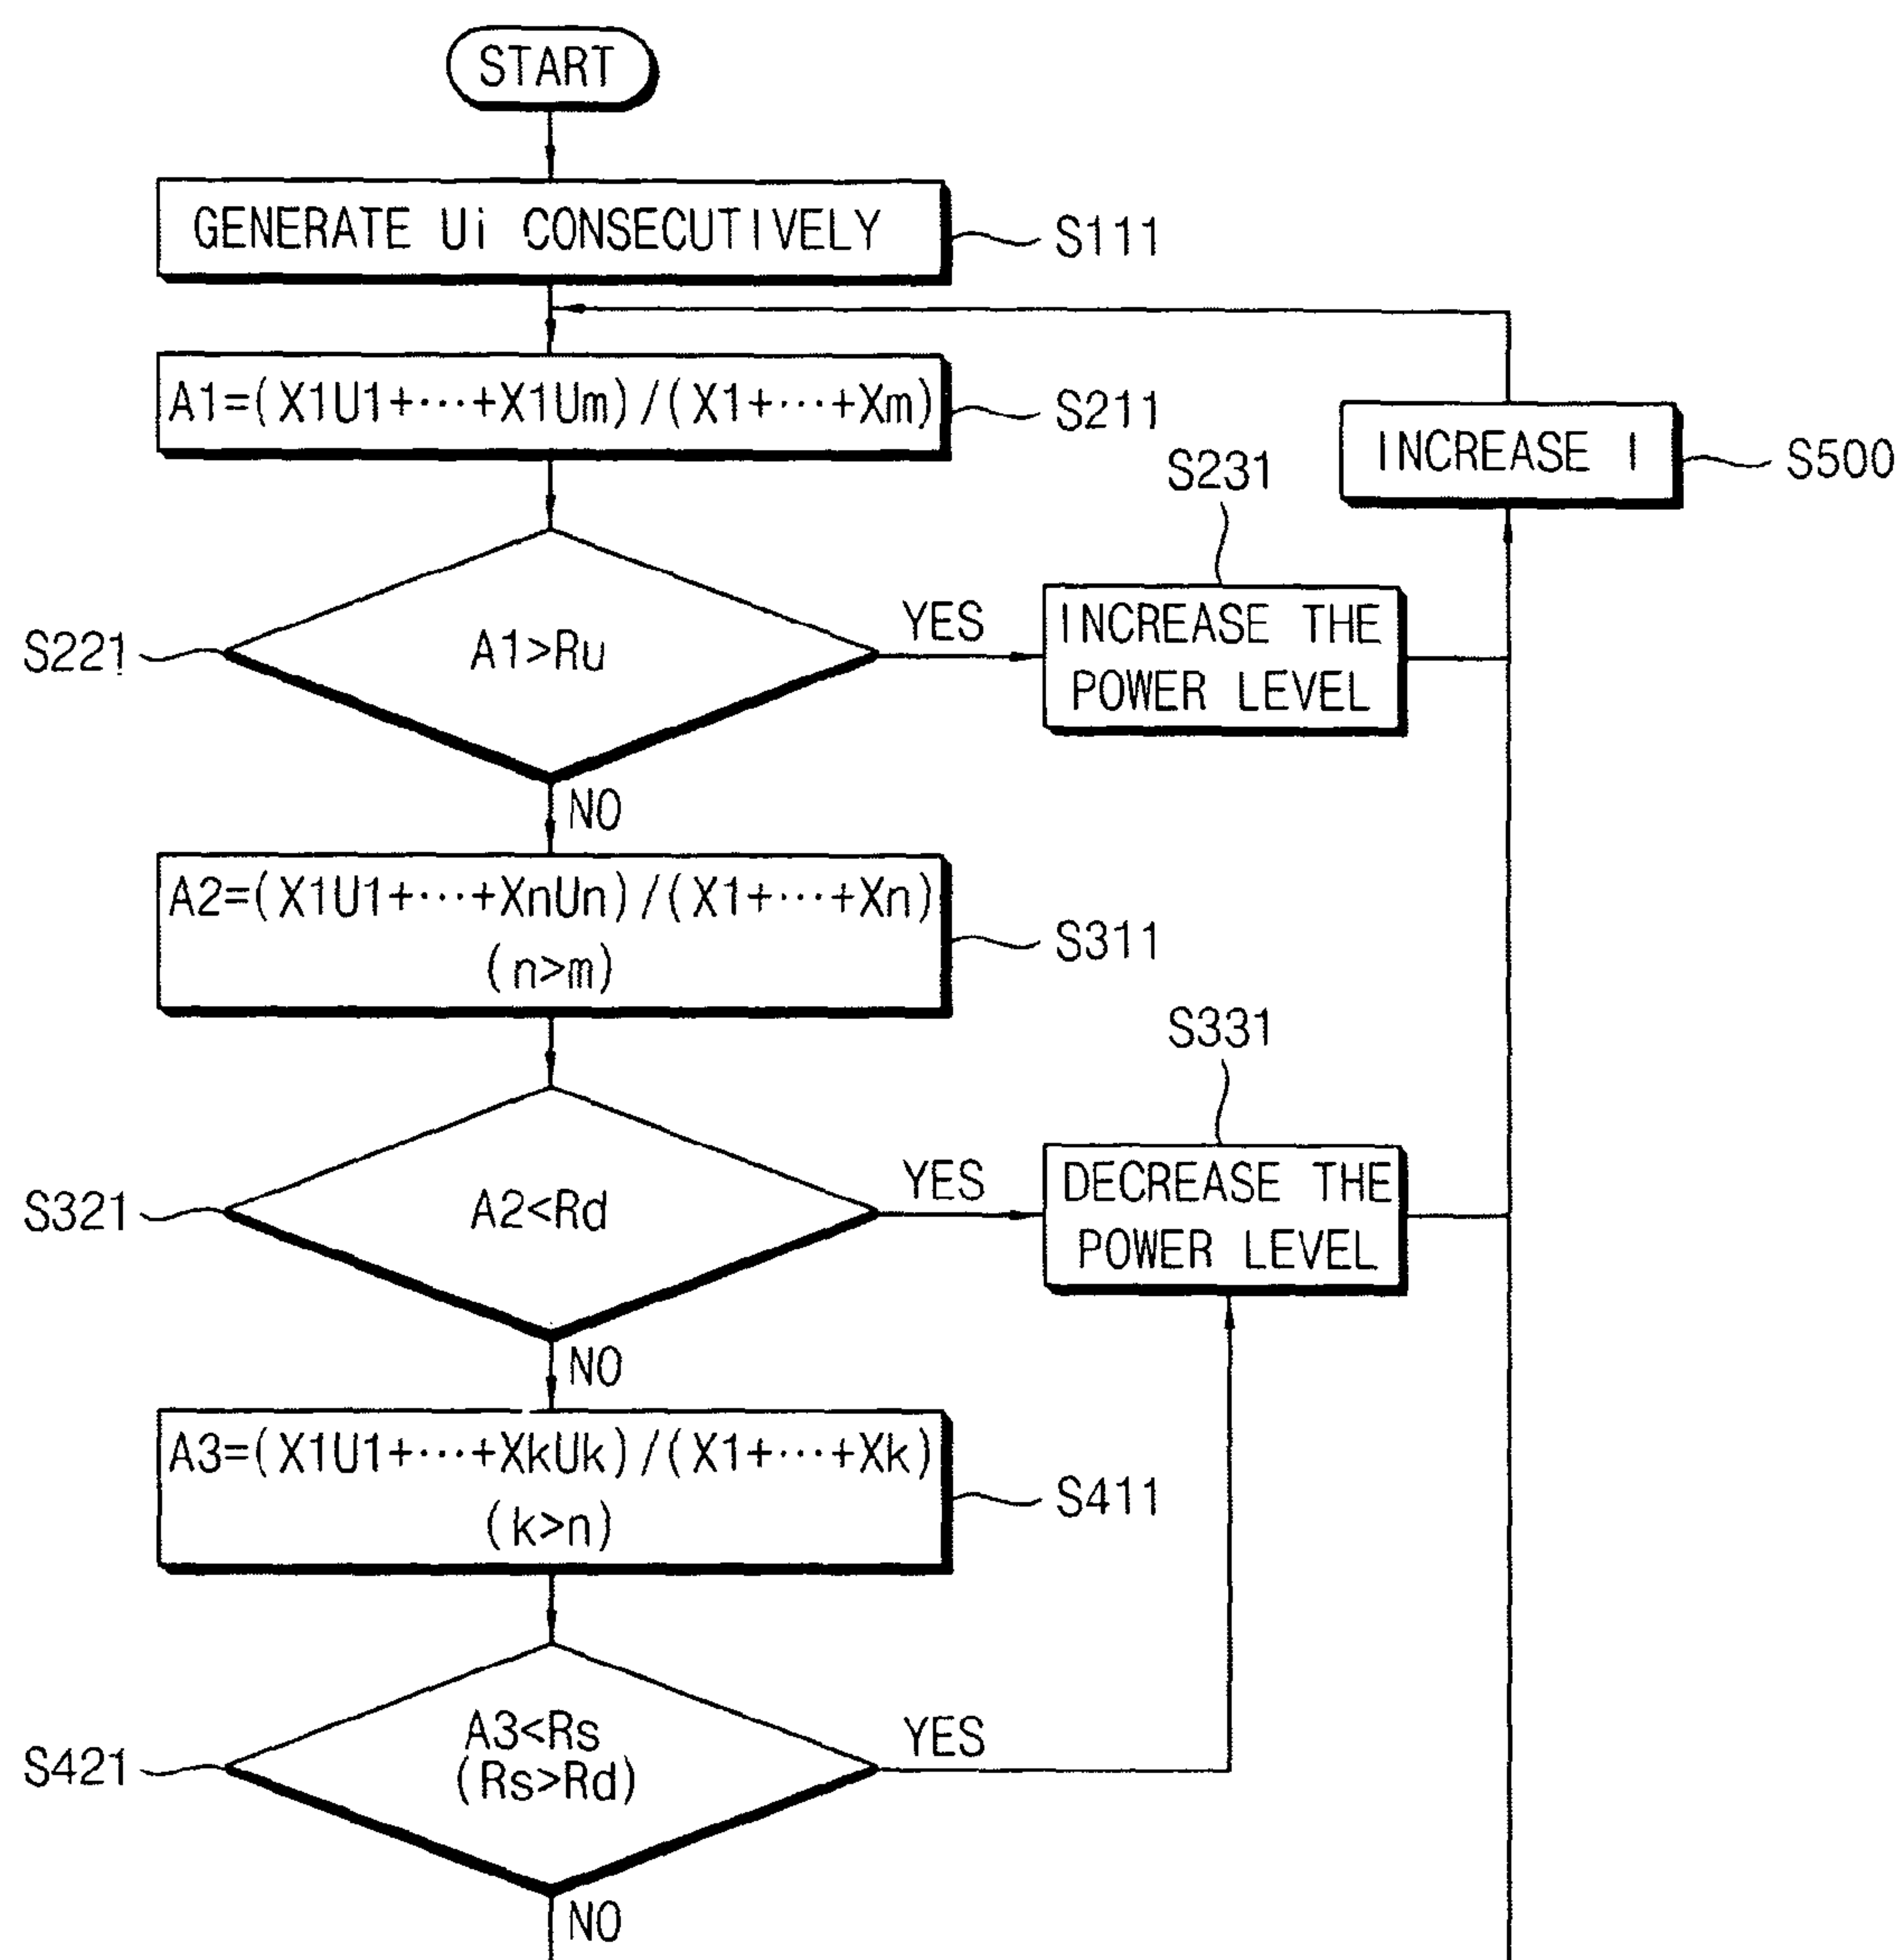 START
GENERATE Ui CONSECUTIVELY
S111
A1=(X1U1+···+X1Um)/(X1+···+Xm)
S211
INCREASE I
S500
S231
S221
A1>Ru
YES
INCREASE THE
POWER LEVEL
NO
A2=(X1U1+···+XnUn)/(X1+···+Xn)
(n>m)
S311
S331
S321
A2<Rd
YES
DECREASE THE
POWER LEVEL
NO
A3=(X1U1+···+XkUk)/(X1+···+Xk)
(k>n)
S411
S421
A3<Rs
(Rs>Rd)
YES
NO